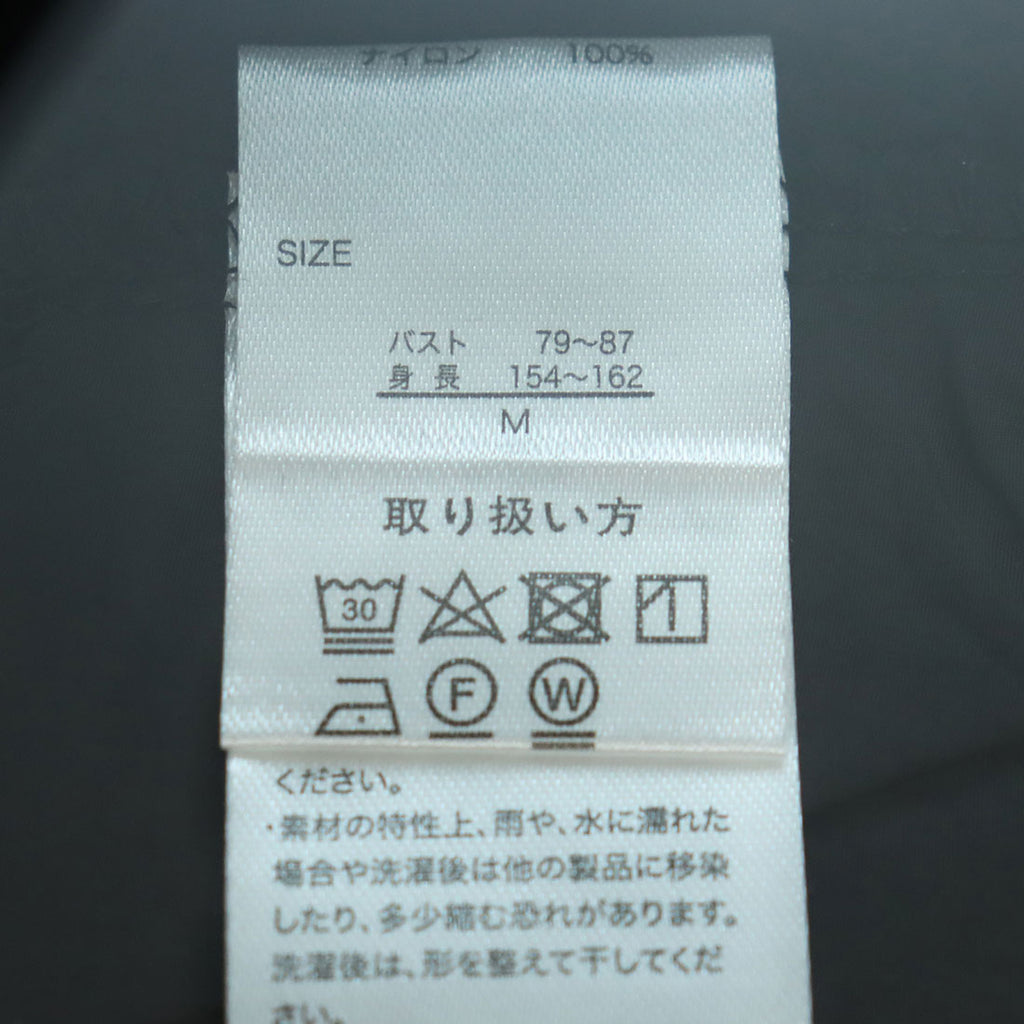 ナイロン 100%
SIZE
バスト 79～87
身長 154～162
M
取り扱い方
30
F W
ください。
・素材の特性上、雨や、水に濡れた
場合や洗濯後は他の製品に移染
したり、多少縮む恐れがあります。
洗濯後は、形を整えて干してくだ
さい。